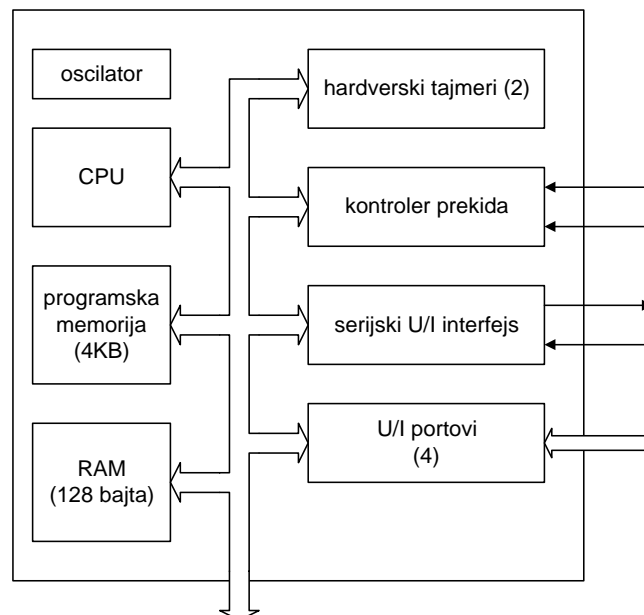 oscilator
CPU
programska
memorija
(4KB)
RAM
(128 bajta)
hardverski tajmeri (2)
kontroler prekida
serijski U/I interfejs
U/I portovi
(4)